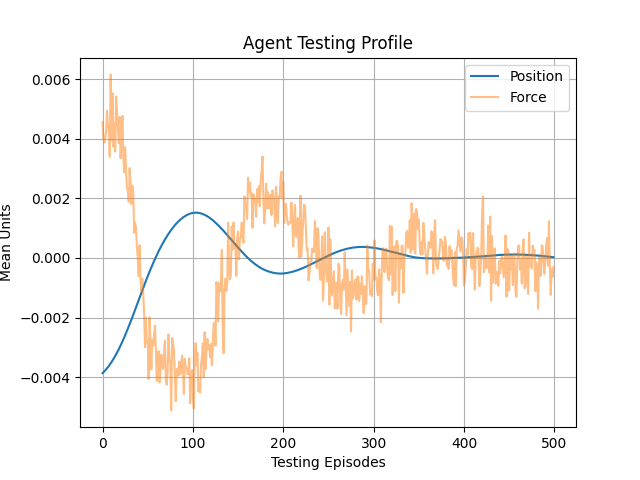 Agent Testing Profile
Position
Force
Mean Units
0.006
0.004
0.002
0.000
−0.002
−0.004
0 100 200 300 400 500
Testing Episodes